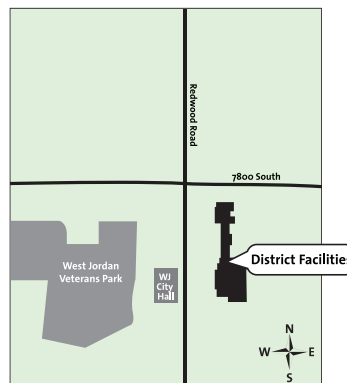 Redwood Road
7800 South
West Jordan
Veterans Park
WJ
City
Hall
District Facilities
N
W E
S